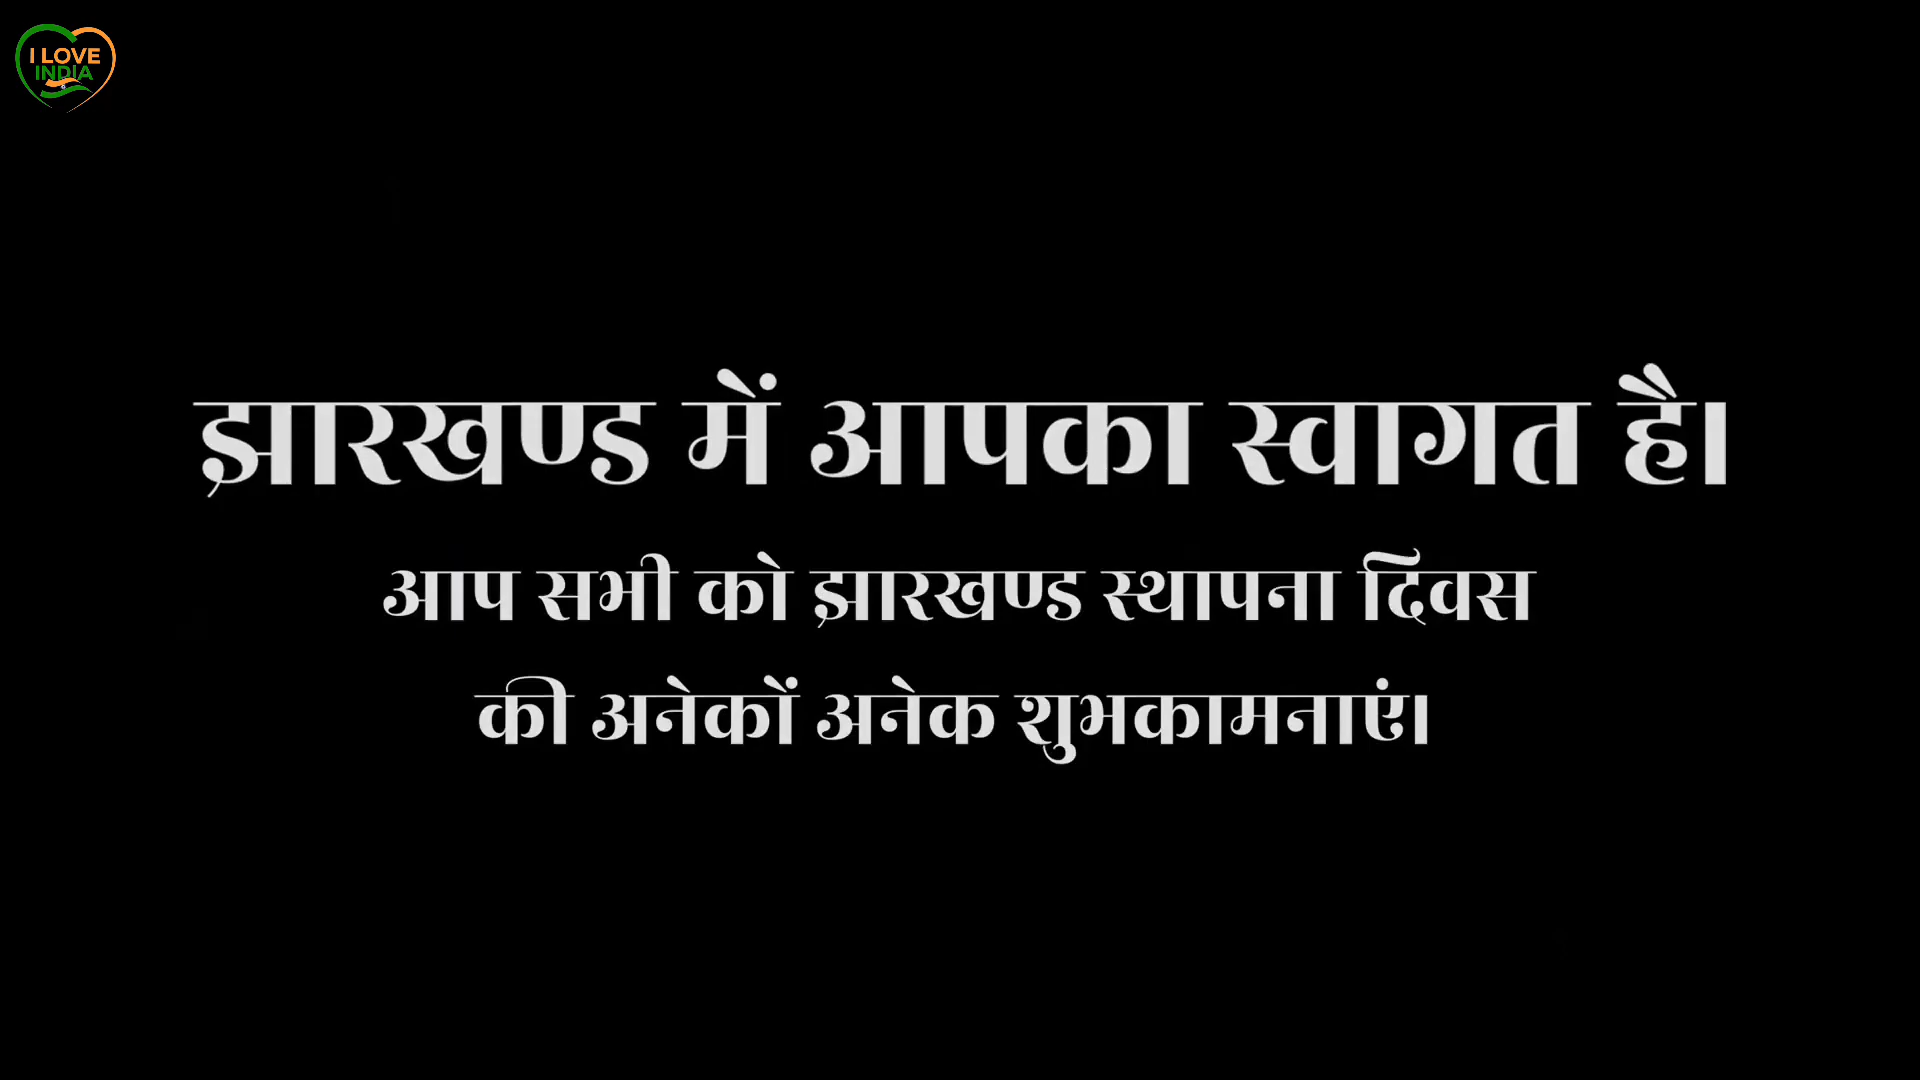 I LOVE
INDIA
झारखण्ड में आपका स्वागत है।
आप सभी को झारखण्ड स्थापना दिवस
की अनेकों अनेक शुभकामनाएं।